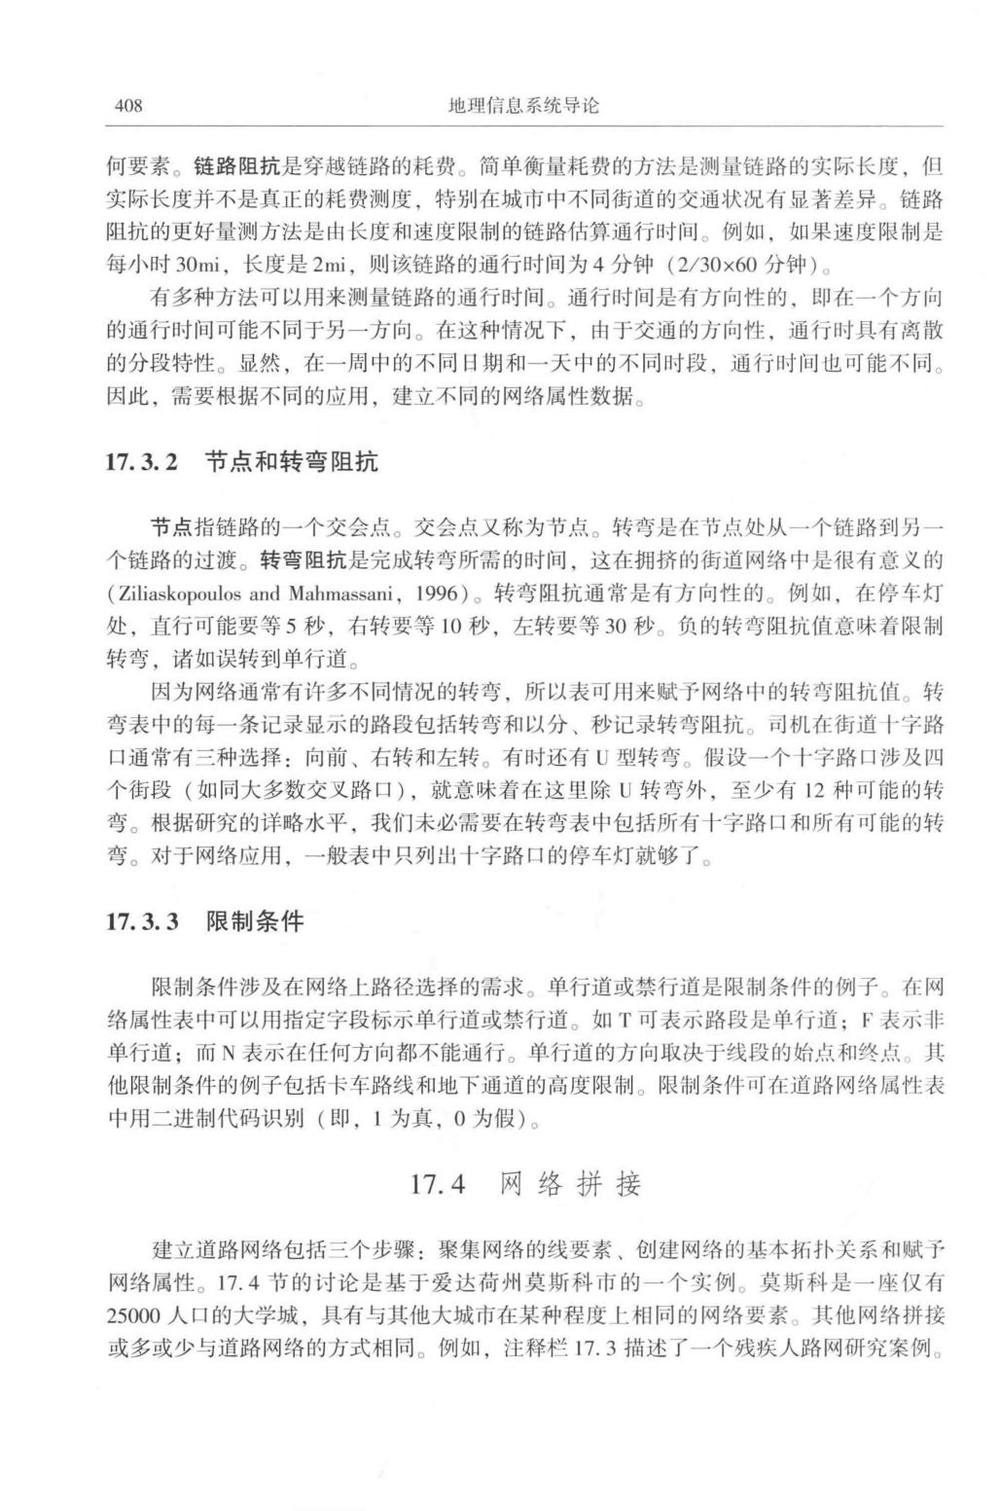 408
地理信息系统导论
何要素。链路阻抗是穿越链路的耗费。简单衡量耗费的方法是测量链路的实际长度，但
实际长度并不是真正的耗费测度，特别在城市中不同街道的交通状况有显著差异。链路
阻抗的更好量测方法是由长度和速度限制的链路估算通行时间。例如，如果速度限制是
每小时 30mi，长度是 2mi，则该链路的通行时间为 4 分钟（2/30×60 分钟）。
有多种方法可以用来测量链路的通行时间。通行时间是有方向性的，即在一个方向
的通行时间可能不同于另一方向。在这种情况下，由于交通的方向性，通行时具有离散
的分段特性。显然，在一周中的不同日期和一天中的不同时段，通行时间也可能不同。
因此，需要根据不同的应用，建立不同的网络属性数据。
17.3.2 节点和转弯阻抗
节点指链路的一个交会点。交会点又称为节点。转弯是在节点处从一个链路到另一
个链路的过渡。转弯阻抗是完成转弯所需的时间，这在拥挤的街道网络中是很有意义的
（Ziliaskopoulos and Mahmassani，1996）。转弯阻抗通常是有方向性的。例如，在停车灯
处，直行可能要等 5 秒，右转要等 10 秒，左转要等 30 秒。负的转弯阻抗值意味着限制
转弯，诸如误转到单行道。
因为网络通常有许多不同情况的转弯，所以表可用来赋予网络中的转弯阻抗值。转
弯表中的每一条记录显示的路段包括转弯和以分、秒记录转弯阻抗。司机在街道十字路
口通常有三种选择：向前、右转和左转。有时还有 U 型转弯。假设一个十字路口涉及四
个街段（如同大多数交叉路口），就意味着在这里除 U 转弯外，至少有 12 种可能的转
弯。根据研究的详略水平，我们未必需要在转弯表中包括所有十字路口和所有可能的转
弯。对于网络应用，一般表中只列出十字路口的停车灯就够了。
17.3.3 限制条件
限制条件涉及在网络上路径选择的需求。单行道或禁行道是限制条件的例子。在网
络属性表中可以用指定字段标示单行道或禁行道。如 T 可表示路段是单行道；F 表示非
单行道；而 N 表示在任何方向都不能通行。单行道的方向取决于线段的始点和终点。其
他限制条件的例子包括卡车路线和地下通道的高度限制。限制条件可在道路网络属性表
中用二进制代码识别（即，1 为真，0 为假）。
17.4 网络拼接
建立道路网络包括三个步骤：聚集网络的线要素、创建网络的基本拓扑关系和赋予
网络属性。17.4 节的讨论是基于爱达荷州莫斯科市的一个实例。莫斯科是一座仅有
25000 人口的大学城，具有与其他大城市在某种程度上相同的网络要素。其他网络拼接
或多或少与道路网络的方式相同。例如，注释栏 17.3 描述了一个残疾人路网研究案例。